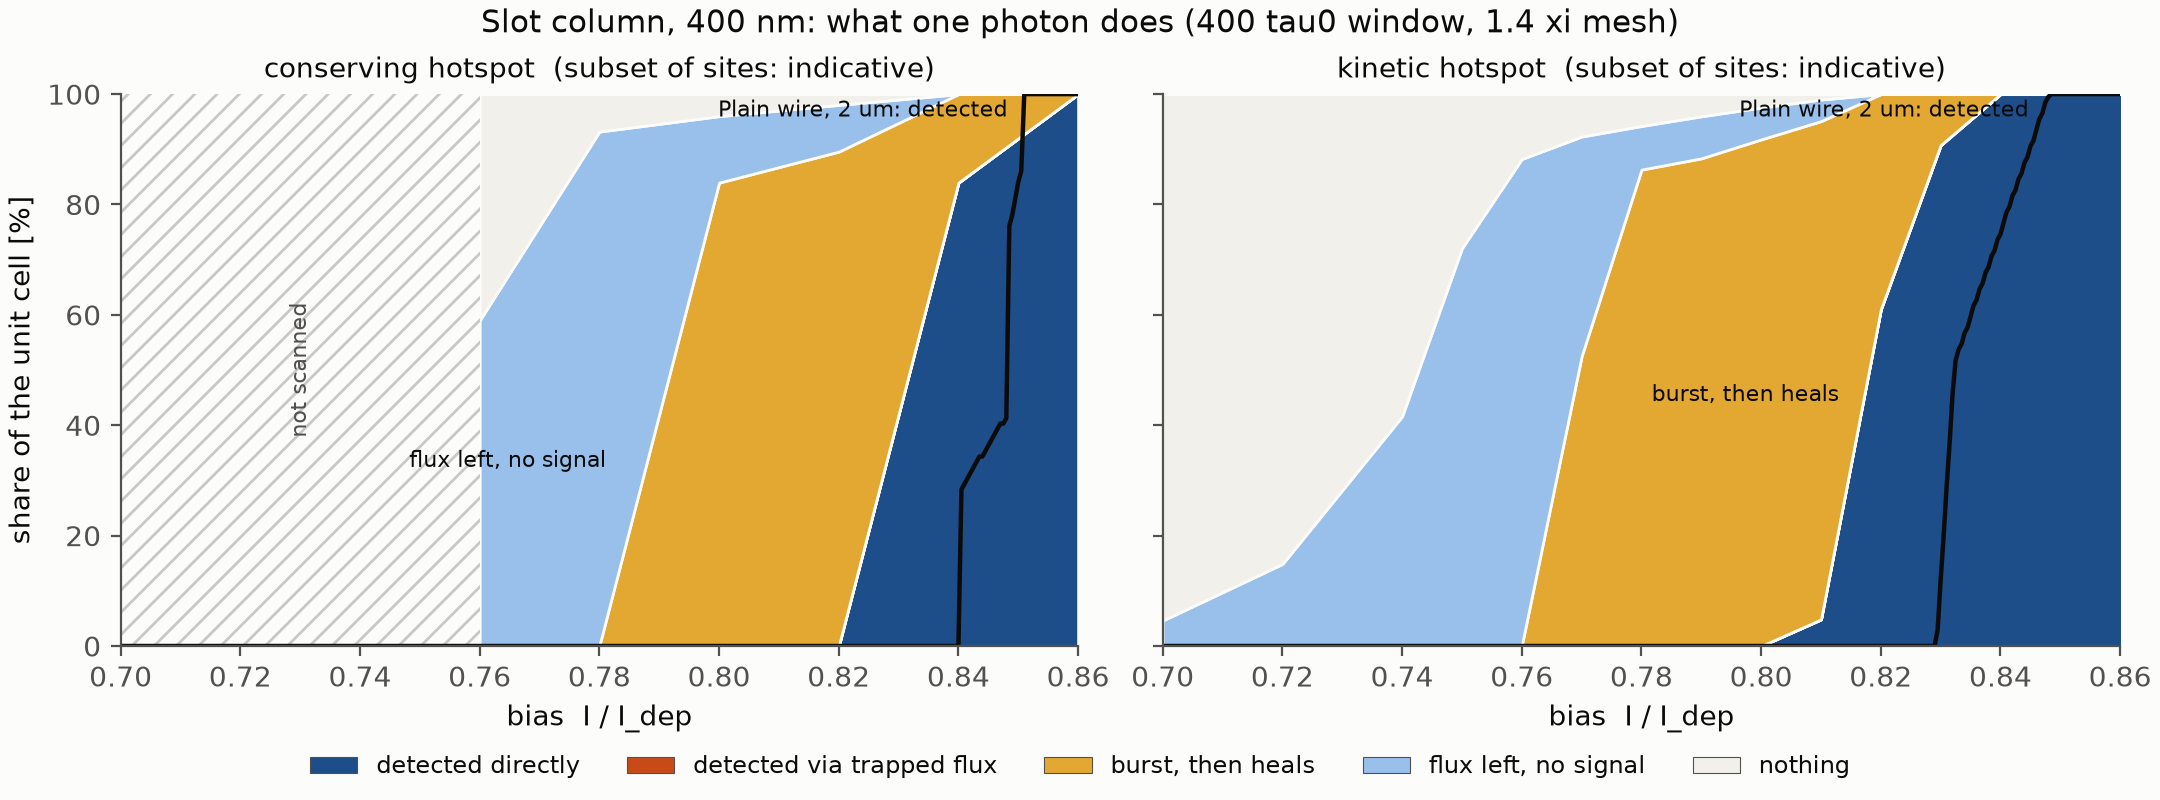 Slot column, 400 nm: what one photon does (400 tau0 window, 1.4 xi mesh)
conserving hotspot (subset of sites: indicative)
kinetic hotspot (subset of sites: indicative)
share of the unit cell [%]
100
80
60
40
20
0
Plain wire, 2 um: detected
not scanned
flux left, no signal
0.70 0.72 0.74 0.76 0.78 0.80 0.82 0.84 0.86
bias I / I_dep
Plain wire, 2 um: detected
burst, then heals
0.70 0.72 0.74 0.76 0.78 0.80 0.82 0.84 0.86
bias I / I_dep
detected directly
detected via trapped flux
burst, then heals
flux left, no signal
nothing